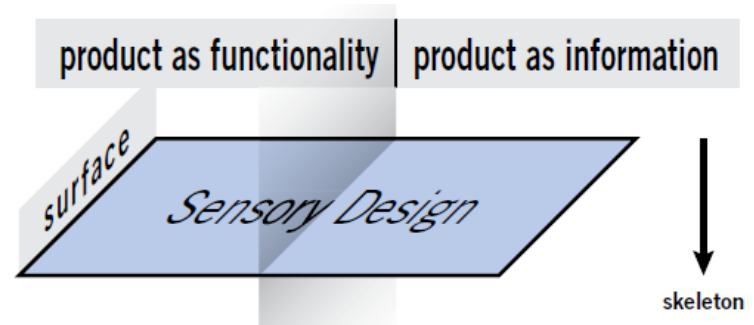 product as functionality
product as information
surface
Sensory Design
skeleton